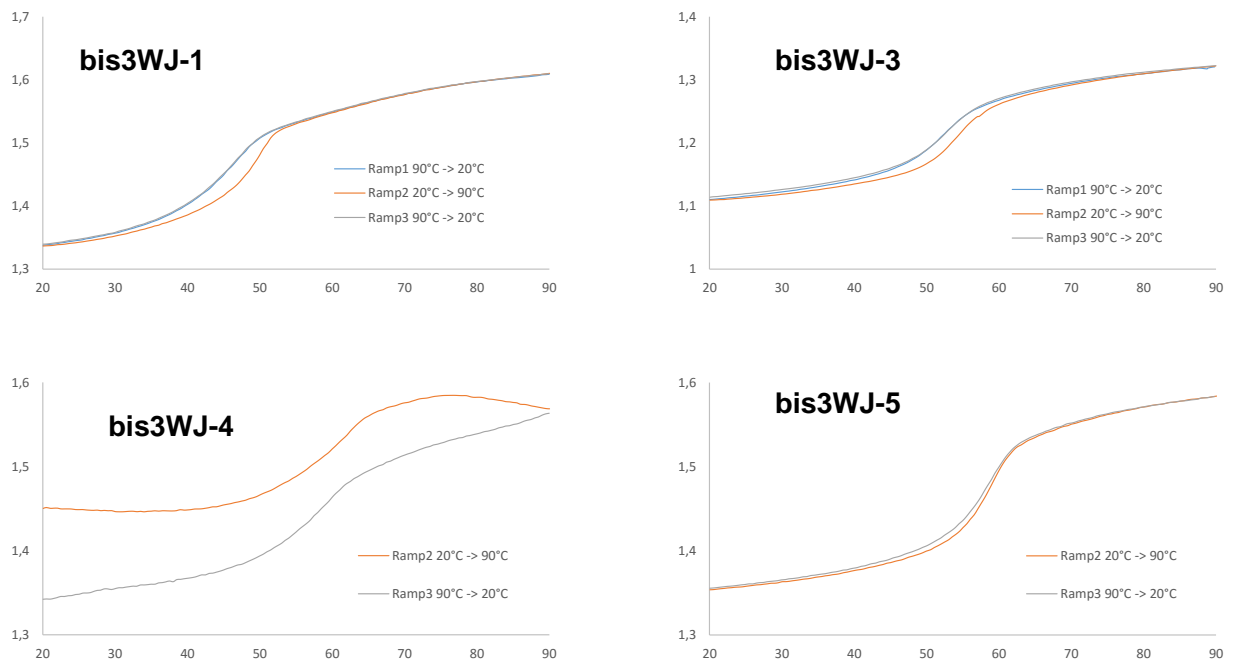 bis3WJ-1
1,7
1,6
1,5
1,4
1,3
20 30 40 50 60 70 80 90
Ramp1 90°C -> 20°C
Ramp2 20°C -> 90°C
Ramp3 90°C -> 20°C
bis3WJ-3
1,4
1,3
1,2
1,1
1
20 30 40 50 60 70 80 90
Ramp1 90°C -> 20°C
Ramp2 20°C -> 90°C
Ramp3 90°C -> 20°C
bis3WJ-4
1,6
1,5
1,4
1,3
20 30 40 50 60 70 80 90
Ramp2 20°C -> 90°C
Ramp3 90°C -> 20°C
bis3WJ-5
1,6
1,5
1,4
1,3
20 30 40 50 60 70 80 90
Ramp2 20°C -> 90°C
Ramp3 90°C -> 20°C